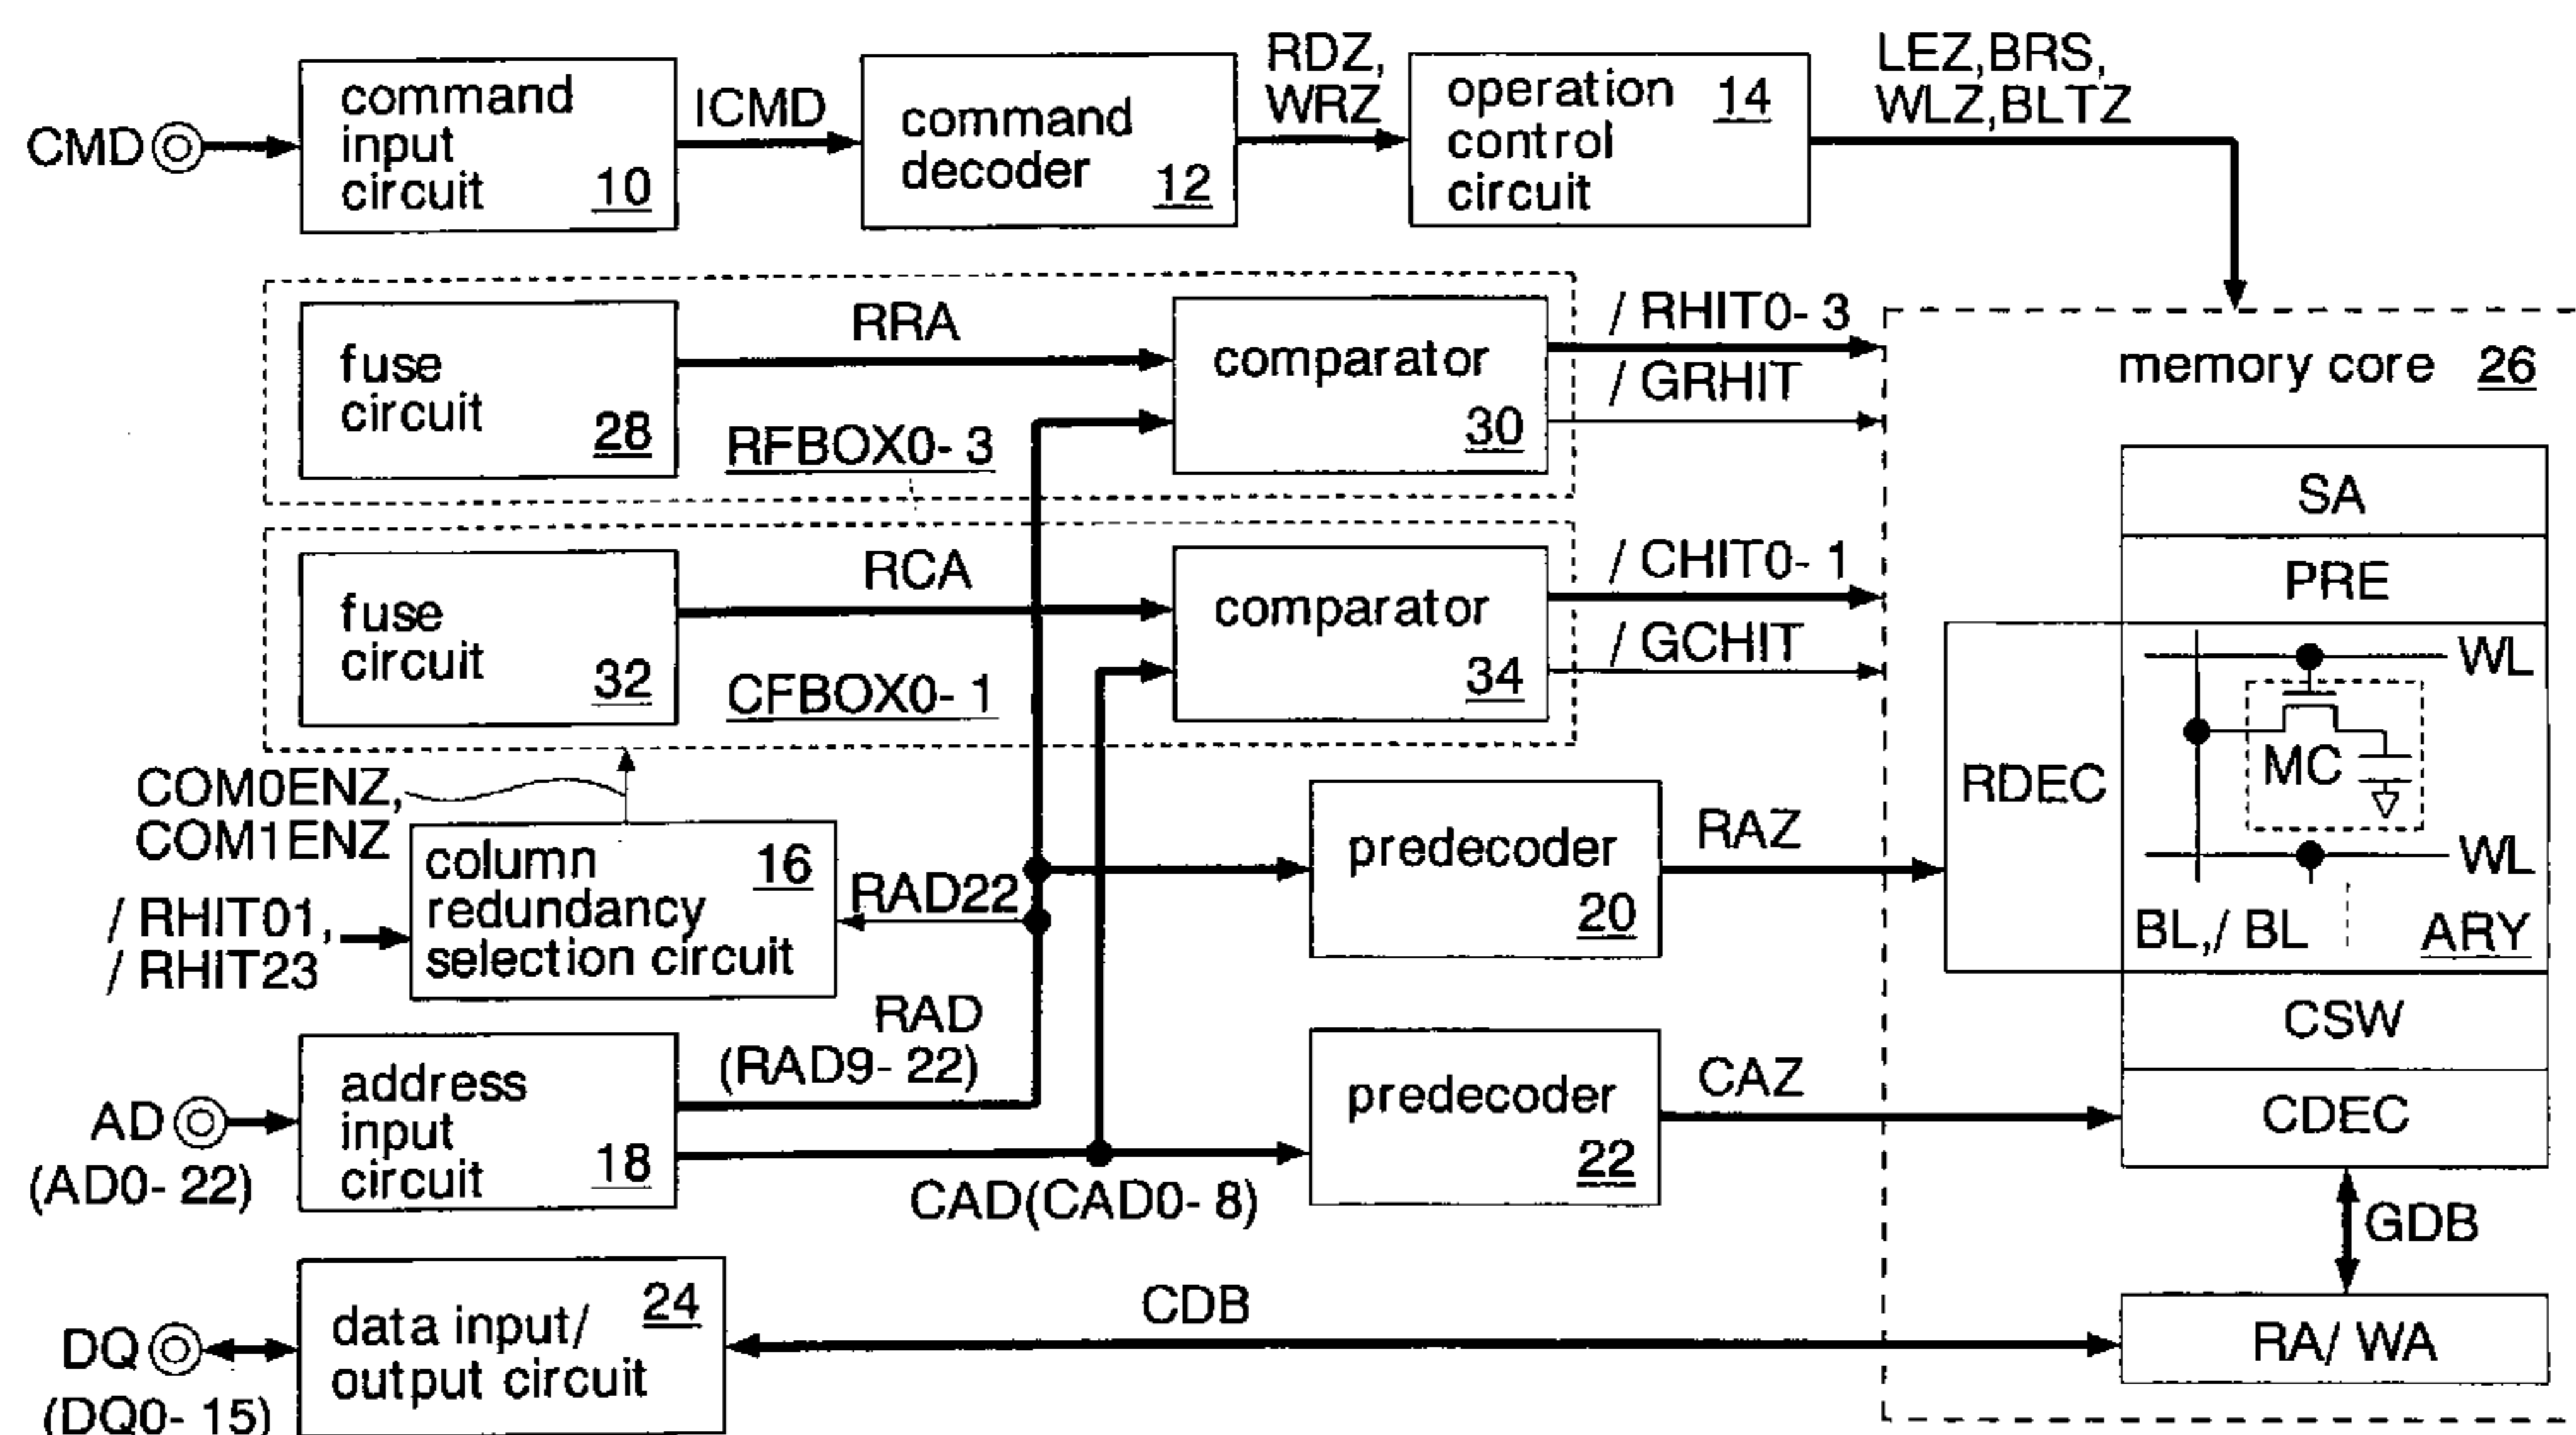 CMD
command
input
circuit
10
ICMD
command
decoder
12
RDZ,
WRZ
operation
control
circuit
14
LEZ,BRS,
WLZ,BLTZ
fuse
circuit
28
RRA
RFBOX0-3
comparator
30
/RHIT0-3
/GRHIT
memory core 26
fuse
circuit
32
RCA
CFBOX0-1
comparator
34
/CHIT0-1
/GCHIT
SA
PRE
RDEC
WL
MC
WL
BL,/BL
ARY
CSW
CDEC
GDB
RA/WA
COM0ENZ,
COM1ENZ
/RHIT01,
/RHIT23
column
redundancy
selection circuit
16
RAD22
predecoder
20
RAZ
AD
(AD0-22)
address
input
circuit
18
RAD
(RAD9-22)
CAD(CAD0-8)
predecoder
22
CAZ
DQ
(DQ0-15)
data input/
output circuit
24
CDB